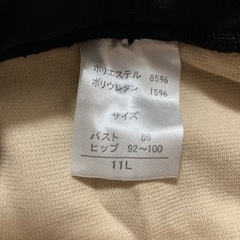 ポリエステル 85%
ポリウレタン 15%
サイズ
バスト 86
ヒップ 92〜100
11L